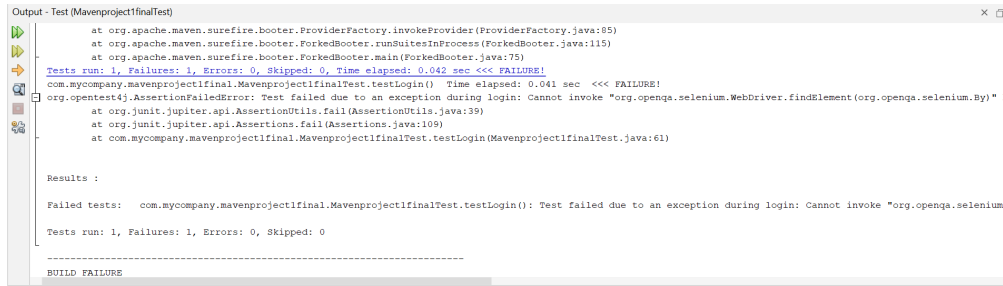 Output - Test (Mavenproject1finalTest)
at org.apache.maven.surefire.booter.ProviderFactory.invokeProvider(ProviderFactory.java:85)
at org.apache.maven.surefire.booter.ForkedBooter.runSuitesInProcess(ForkedBooter.java:115)
at org.apache.maven.surefire.booter.ForkedBooter.main(ForkedBooter.java:75)
Tests run: 1, Failures: 1, Errors: 0, Skipped: 0, Time elapsed: 0.042 sec <<< FAILURE!
com.mycompany.mavenproject1final.Mavenproject1finalTest.testLogin()  Time elapsed: 0.041 sec  <<< FAILURE!
org.opentest4j.AssertionFailedError: Test failed due to an exception during login: Cannot invoke "org.openqa.selenium.WebDriver.findElement(org.openqa.selenium.By)"
at org.junit.jupiter.api.AssertionUtils.fail(AssertionUtils.java:39)
at org.junit.jupiter.api.Assertions.fail(Assertions.java:109)
at com.mycompany.mavenproject1final.Mavenproject1finalTest.testLogin(Mavenproject1finalTest.java:61)
Results :
Failed tests:   com.mycompany.mavenproject1final.Mavenproject1finalTest.testLogin(): Test failed due to an exception during login: Cannot invoke "org.openqa.selenium
Tests run: 1, Failures: 1, Errors: 0, Skipped: 0
------------------------------------------------------------------------
BUILD FAILURE